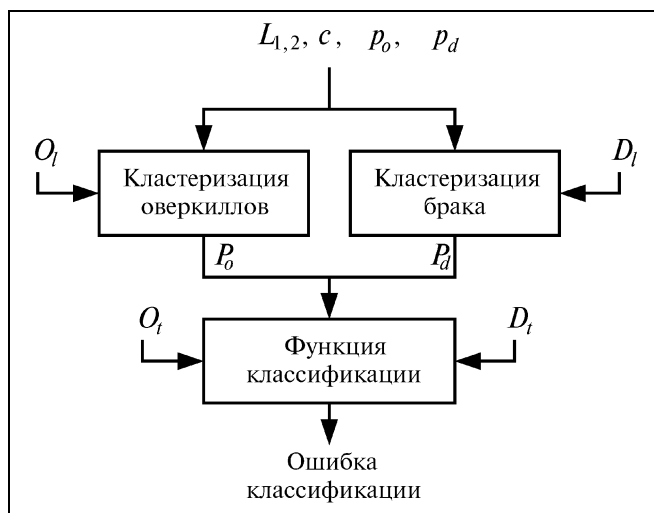 L1,2, c, po, pd
Ol
Dl
Кластеризация
оверкиллов
Кластеризация
брака
Po
Pd
Ot
Dt
Функция
классификации
Ошибка
классификации